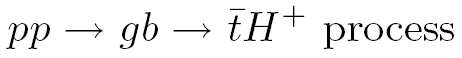 pp → gb → t̄H⁺ process